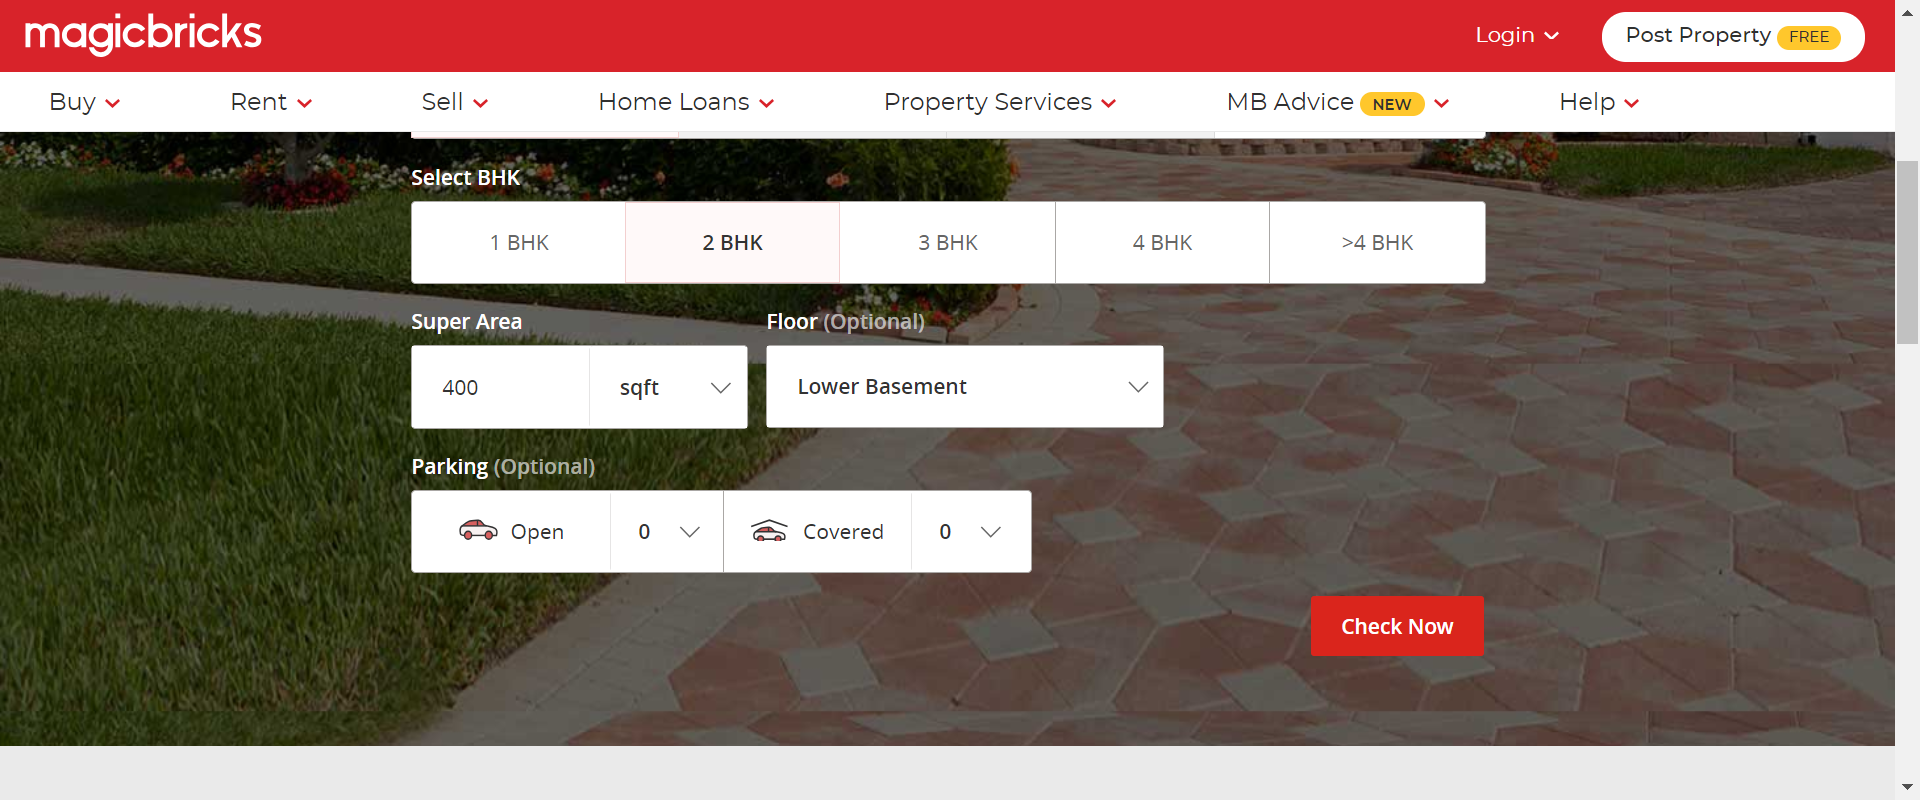 magicbricks
Login
Post Property FREE
Buy Rent Sell Home Loans Property Services MB Advice NEW Help
Select BHK
1 BHK 2 BHK 3 BHK 4 BHK >4 BHK
Super Area Floor (Optional)
400 sqft Lower Basement
Parking (Optional)
Open 0 Covered 0
Check Now